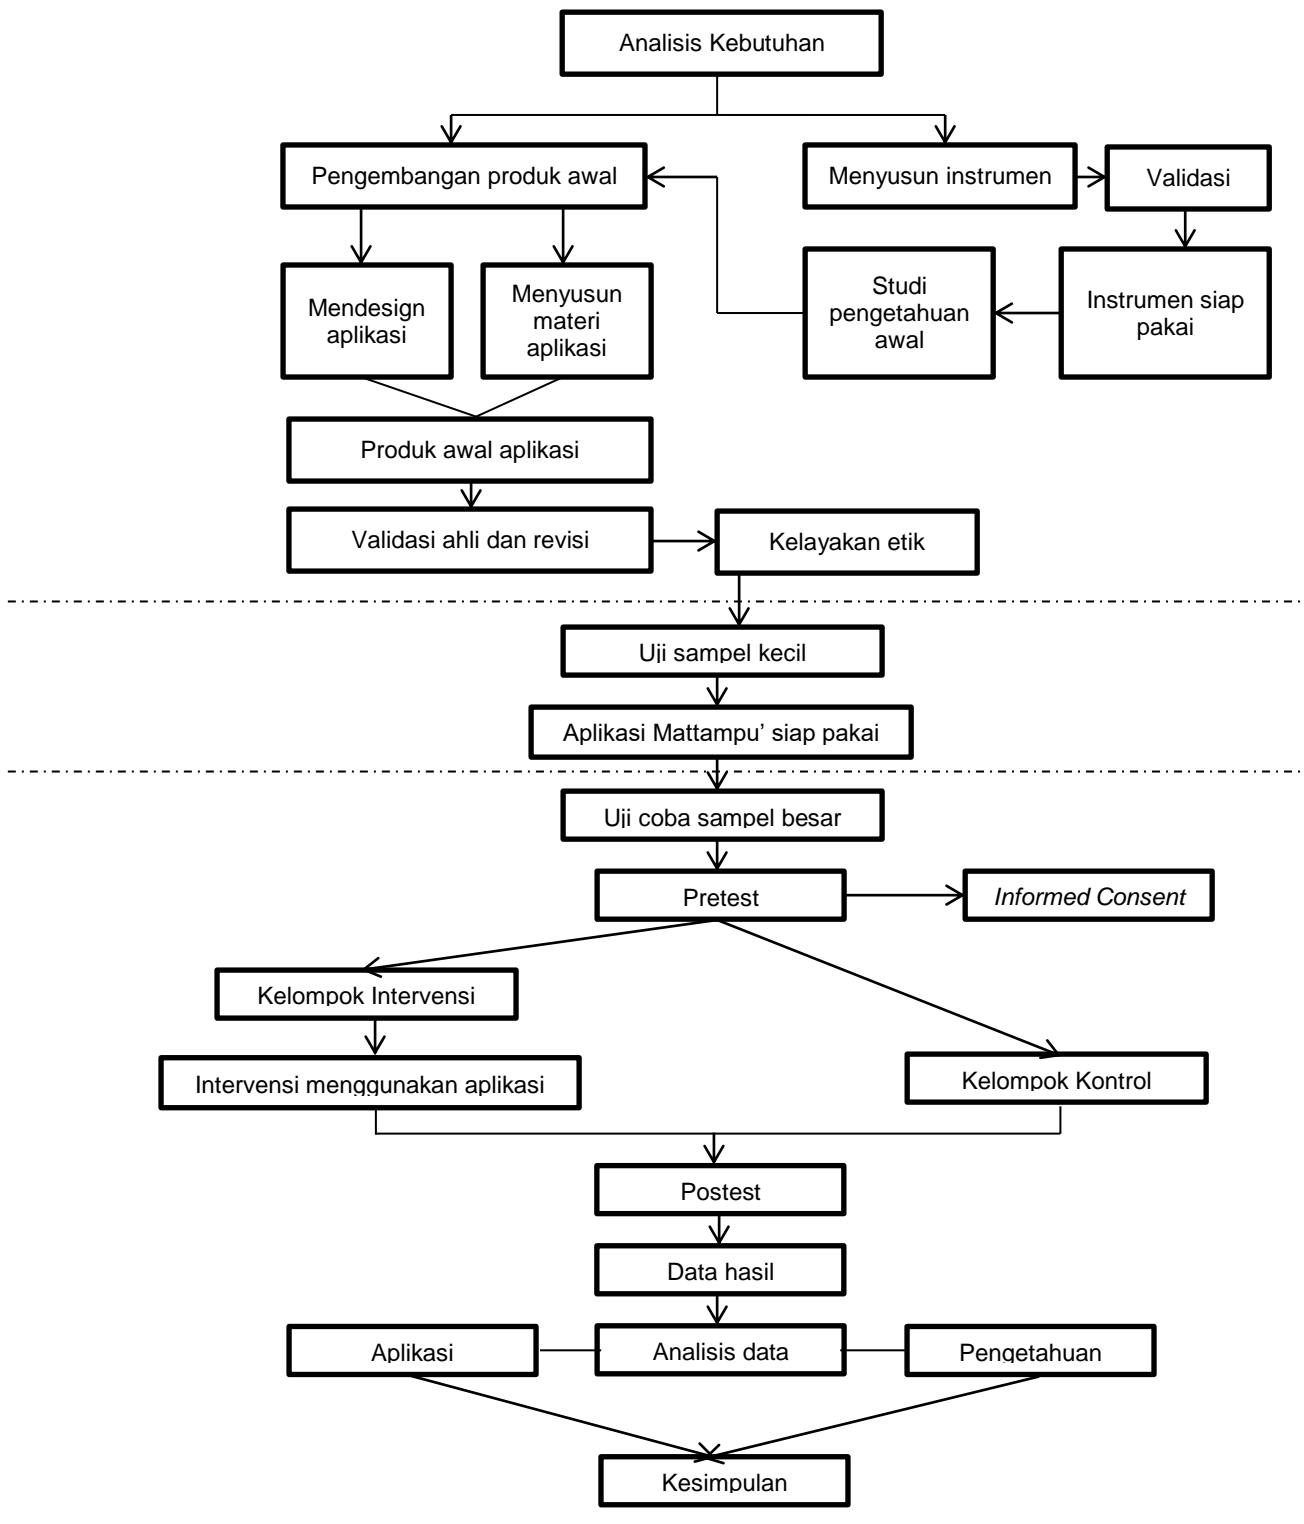 Analisis Kebutuhan
Pengembangan produk awal
Menyusun instrumen
Validasi
Mendesign
aplikasi
Menyusun
materi
aplikasi
Studi
pengetahuan
awal
Instrumen siap
pakai
Produk awal aplikasi
Validasi ahli dan revisi
Kelayakan etik
Uji sampel kecil
Aplikasi Mattampu’ siap pakai
Uji coba sampel besar
Pretest
Informed Consent
Kelompok Intervensi
Intervensi menggunakan aplikasi
Kelompok Kontrol
Postest
Data hasil
Aplikasi
Analisis data
Pengetahuan
Kesimpulan